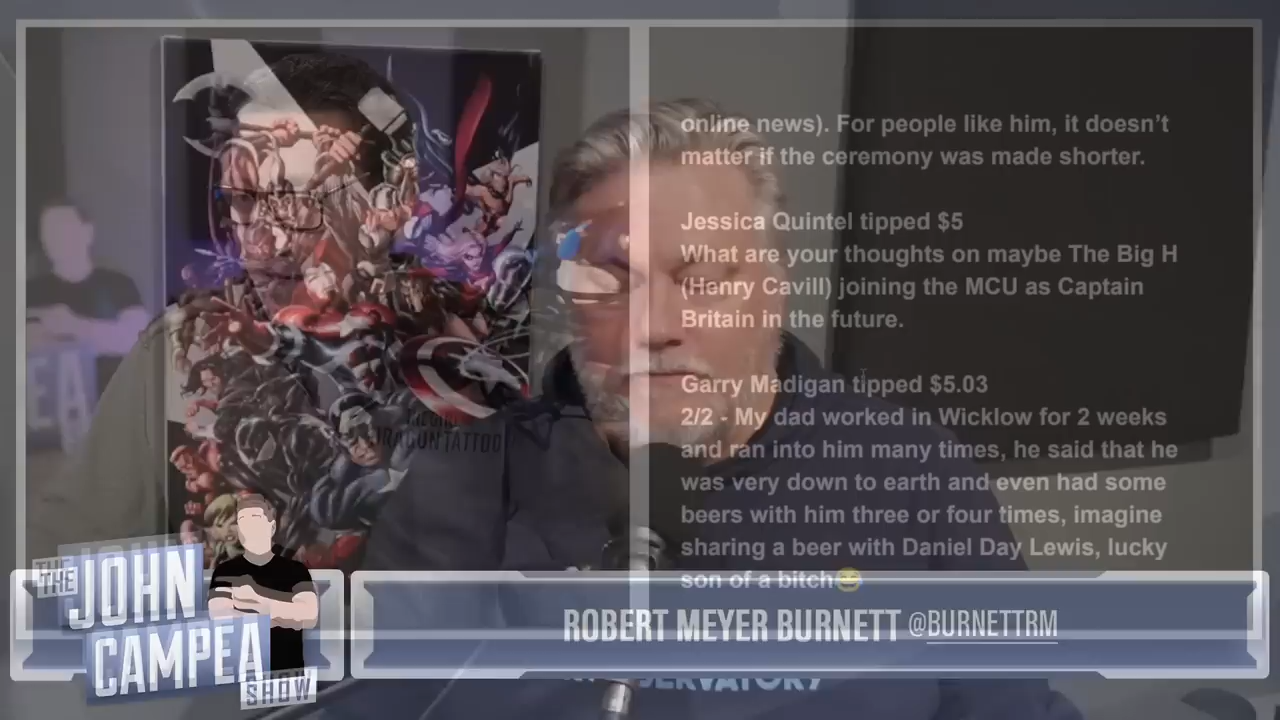 online news). For people like him, it doesn’t
matter if the ceremony was made shorter.
Jessica Quintel tipped $5
What are your thoughts on maybe The Big H
(Henry Cavill) joining the MCU as Captain
Britain in the future.
Garry Madigan tipped $5.03
2/2 - My dad worked in Wicklow for 2 weeks
and ran into him many times, he said that he
was very down to earth and even had some
beers with him three or four times, imagine
sharing a beer with Daniel Day Lewis, lucky
son of a bitch😆
DRAGON TATTOO
THE JOHN
CAMPEA
SHOW
ROBERT MEYER BURNETT @BURNETTRM